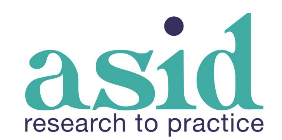 asid
research to practice